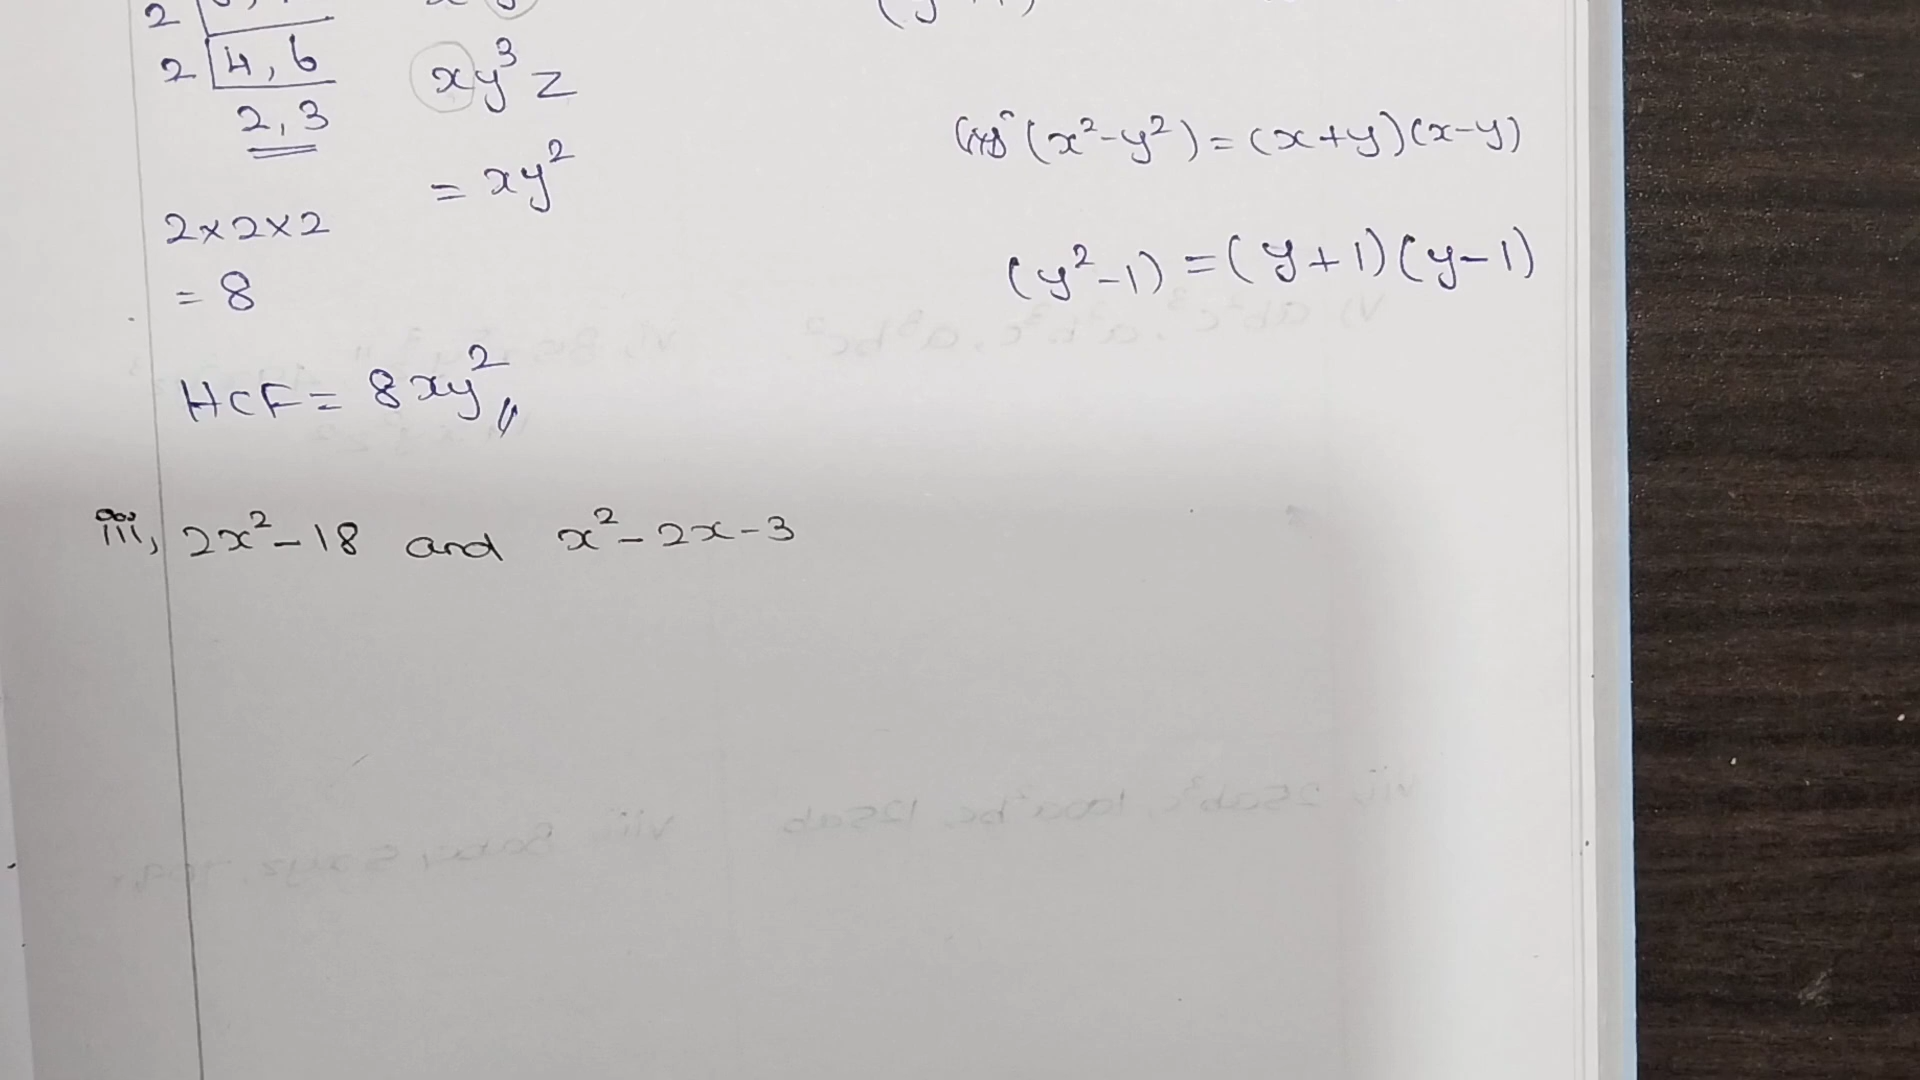 2
2 4, 6
2, 3
2×2×2
= 8
xy³z
= xy²
HCF = 8xy²
(x²-y²) = (x+y)(x-y)
(y²-1) = (y+1)(y-1)
iii, 2x²-18 and x²-2x-3